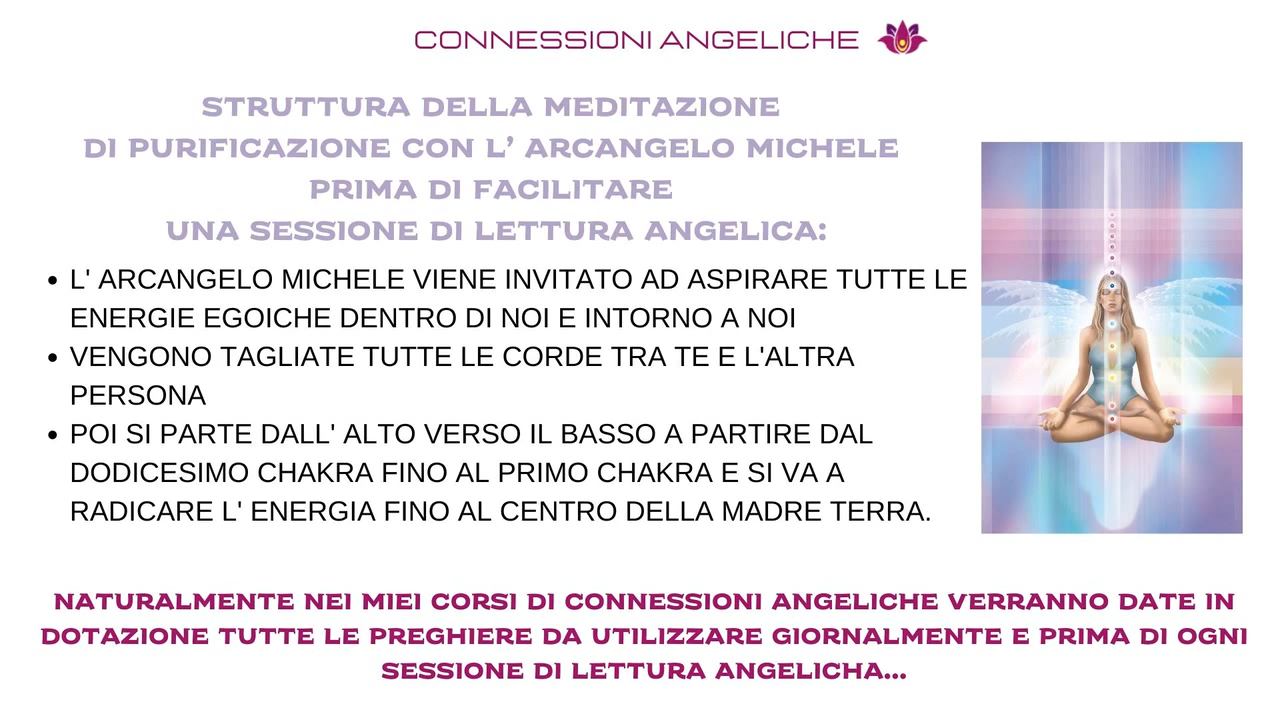 CONNESSIONI ANGELICHE
STRUTTURA DELLA MEDITAZIONE
DI PURIFICAZIONE CON L' ARCANGELO MICHELE
PRIMA DI FACILITARE
UNA SESSIONE DI LETTURA ANGELICA:
• L' ARCANGELO MICHELE VIENE INVITATO AD ASPIRARE TUTTE LE
ENERGIE EGOICHE DENTRO DI NOI E INTORNO A NOI
• VENGONO TAGLIATE TUTTE LE CORDE TRA TE E L'ALTRA
PERSONA
• POI SI PARTE DALL' ALTO VERSO IL BASSO A PARTIRE DAL
DODICESIMO CHAKRA FINO AL PRIMO CHAKRA E SI VA A
RADICARE L' ENERGIA FINO AL CENTRO DELLA MADRE TERRA.
NATURALMENTE NEI MIEI CORSI DI CONNESSIONI ANGELICHE VERRANNO DATE IN
DOTAZIONE TUTTE LE PREGHIERE DA UTILIZZARE GIORNALMENTE E PRIMA DI OGNI
SESSIONE DI LETTURA ANGELICHA...